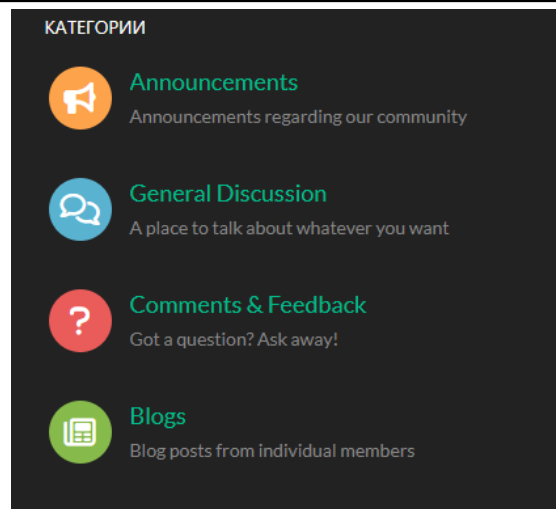 КАТЕГОРИИ
Announcements
Announcements regarding our community
General Discussion
A place to talk about whatever you want
Comments & Feedback
Got a question? Ask away!
Blogs
Blog posts from individual members